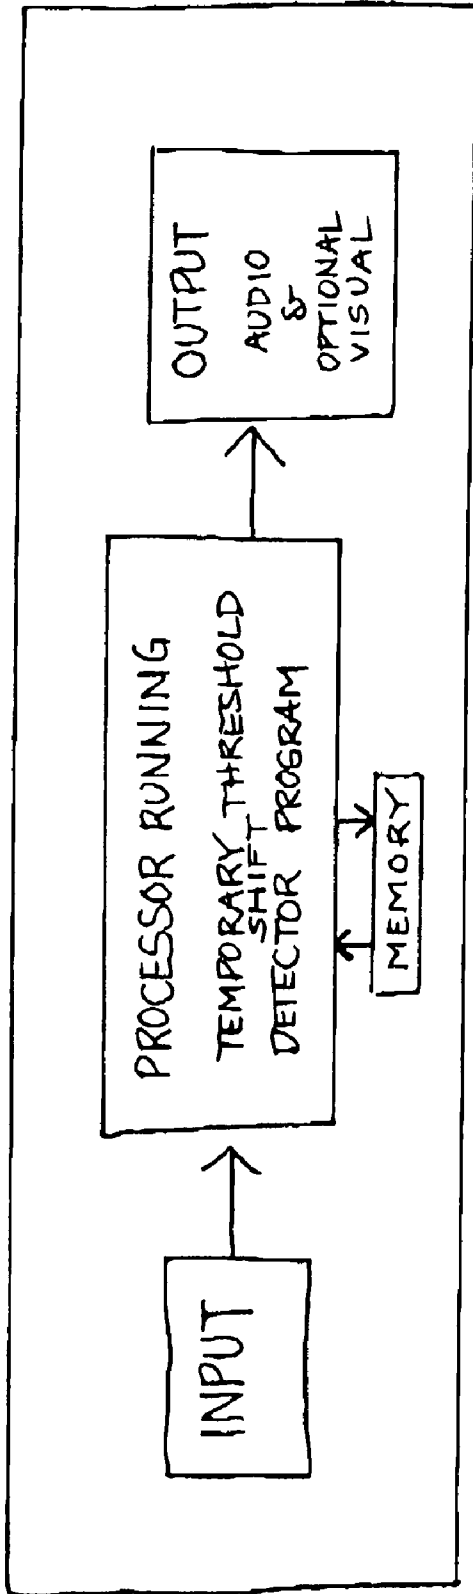 INPUT
PROCESSOR RUNNING
TEMPORARY THRESHOLD
SHIFT
DETECTOR PROGRAM
MEMORY
OUTPUT
AUDIO
&
OPTIONAL
VISUAL